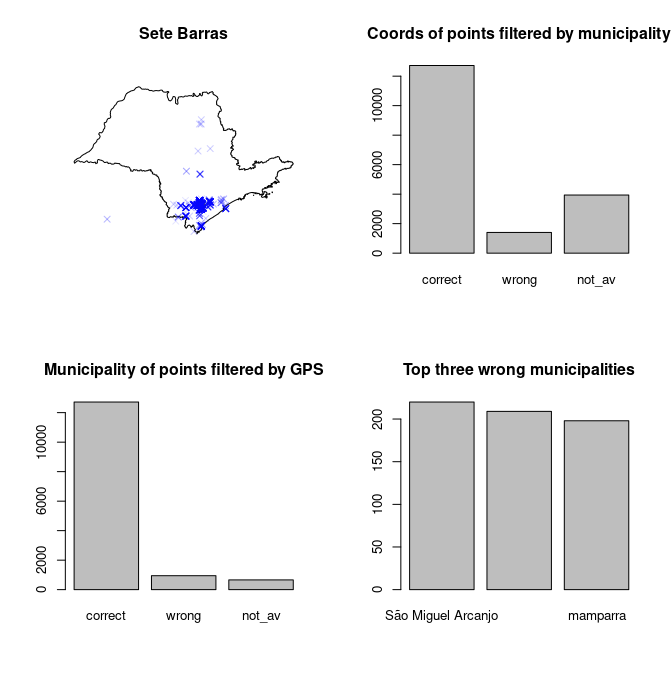 Sete Barras
Coords of points filtered by municipality
10000
6000
2000
0
correct wrong not_av
Municipality of points filtered by GPS
10000
6000
2000
0
correct wrong not_av
Top three wrong municipalities
200
150
100
50
0
São Miguel Arcanjo mamparra